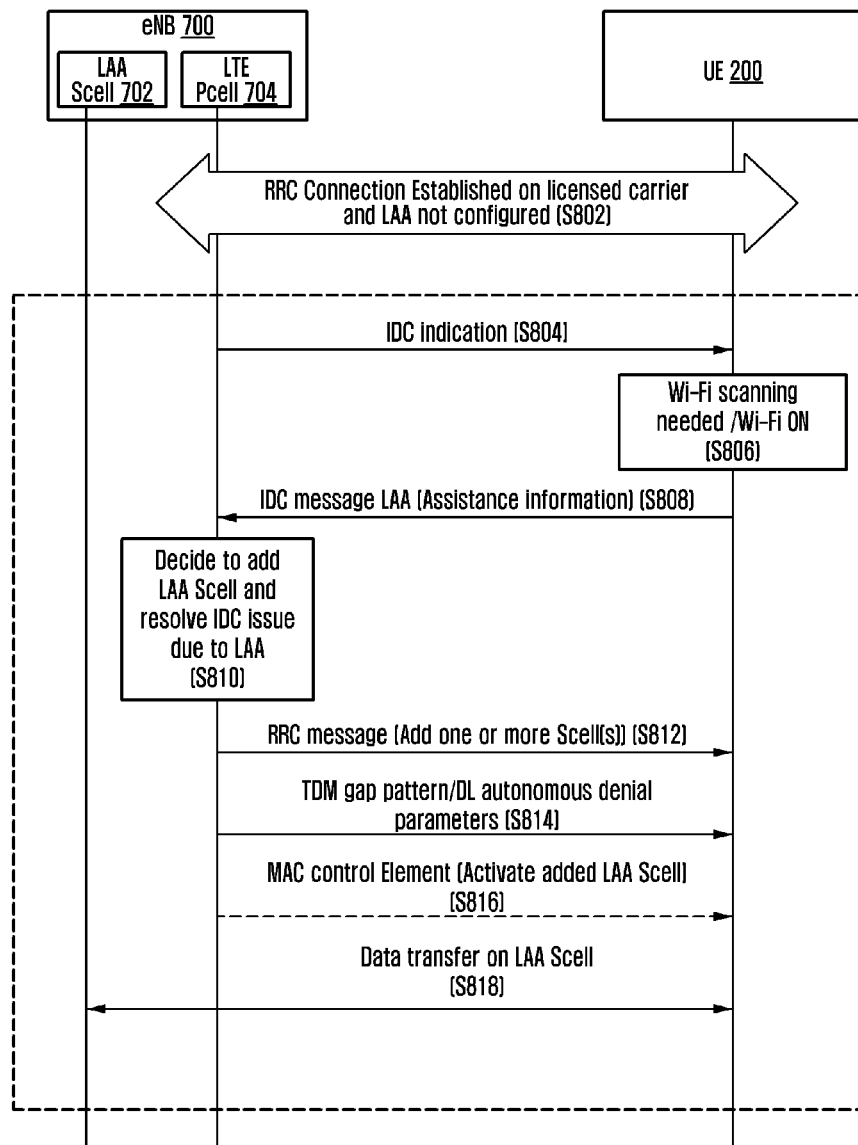 eNB 700
LAA
Scell 702
LTE
Pcell 704
UE 200
RRC Connection Established on licensed carrier
and LAA not configured (S802)
IDC indication (S804)
Wi-Fi scanning
needed /Wi-Fi ON
(S806)
IDC message LAA (Assistance information) (S808)
Decide to add
LAA Scell and
resolve IDC issue
due to LAA
(S810)
RRC message (Add one or more Scell(s)) (S812)
TDM gap pattern/DL autonomous denial
parameters (S814)
MAC control Element (Activate added LAA Scell)
(S816)
Data transfer on LAA Scell
(S818)